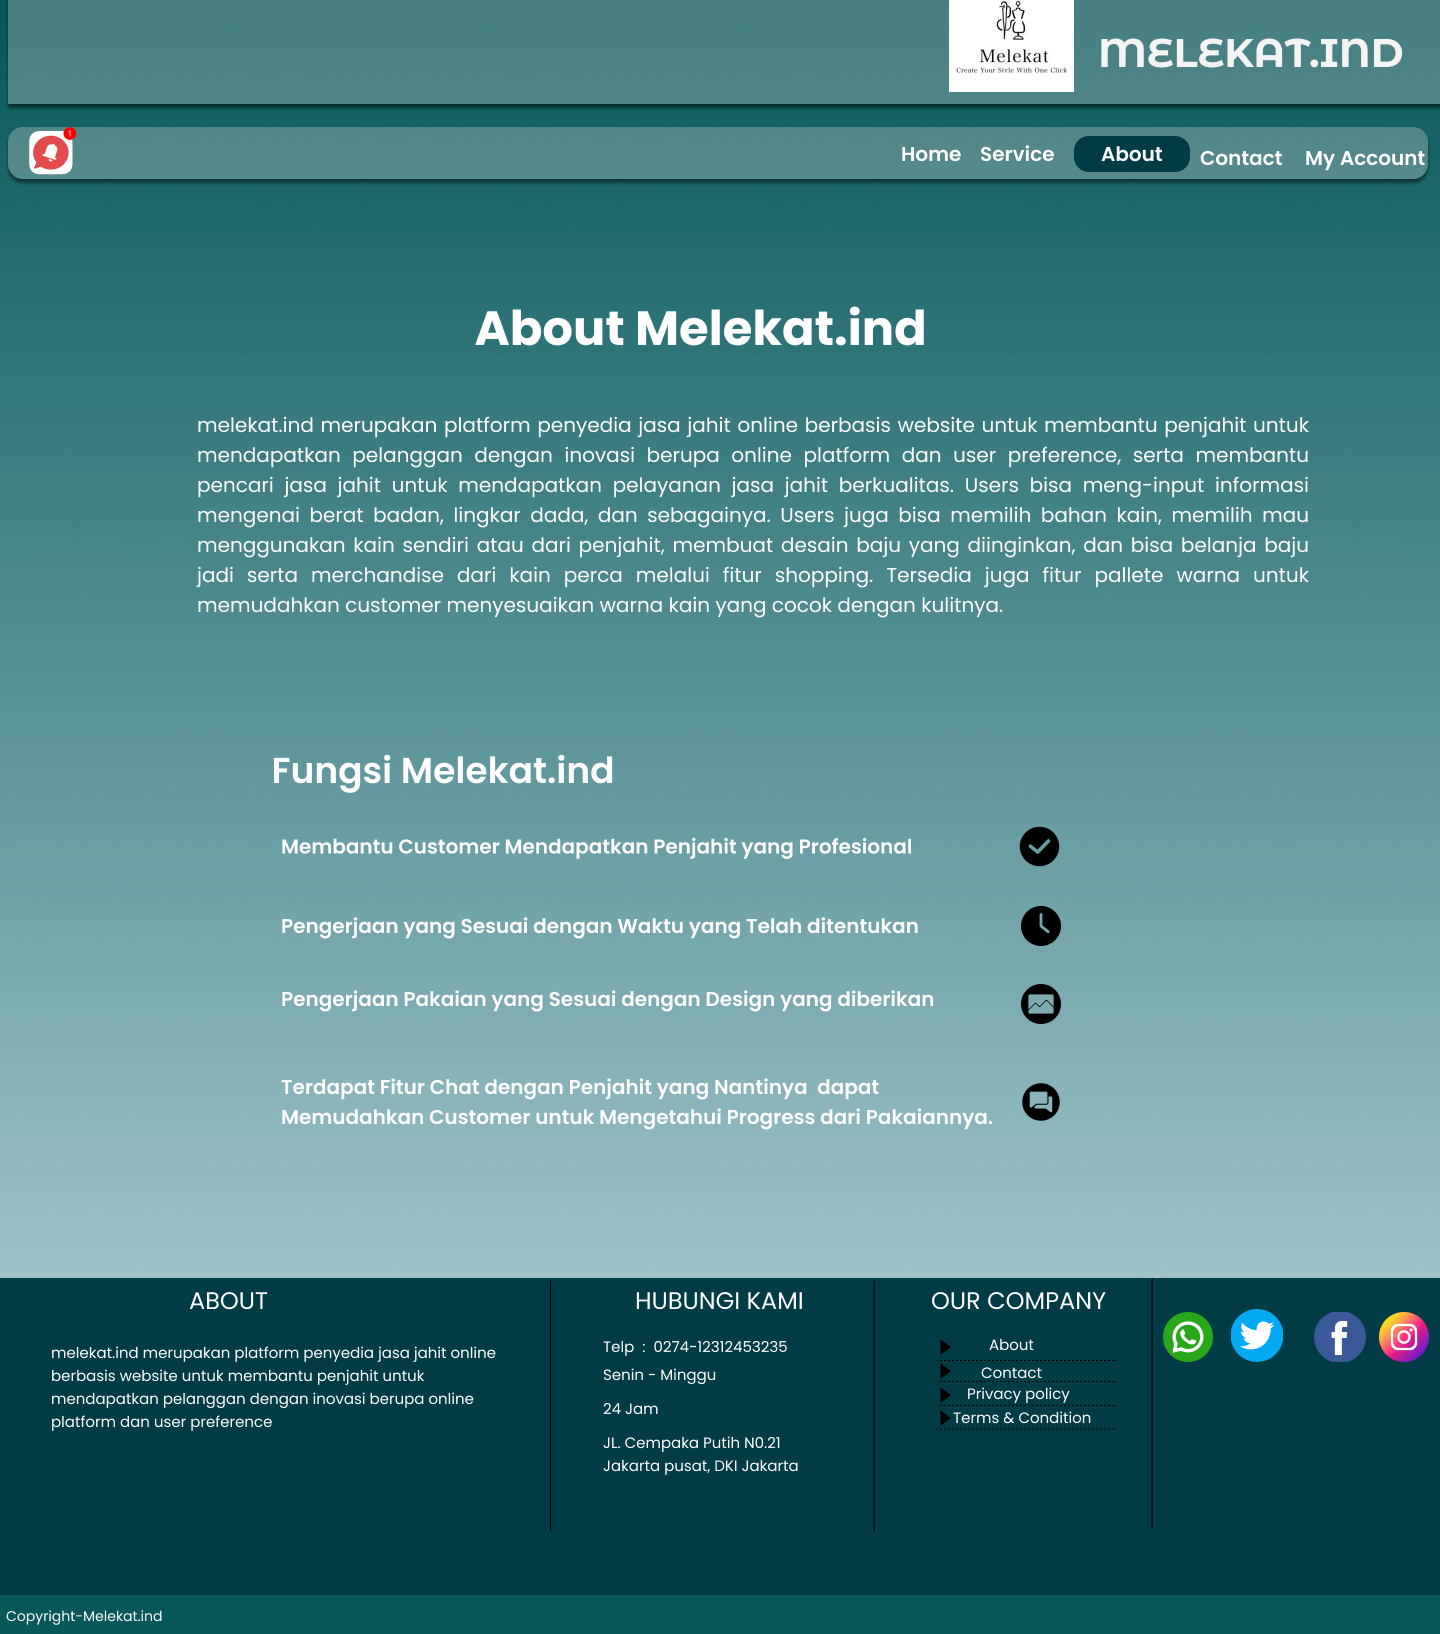 Melekat
Create Your Style With One Click
MELEKAT.IND
1
Home Service About Contact My Account
About Melekat.ind
melekat.ind merupakan platform penyedia jasa jahit online berbasis website untuk membantu penjahit untuk
mendapatkan pelanggan dengan inovasi berupa online platform dan user preference, serta membantu
pencari jasa jahit untuk mendapatkan pelayanan jasa jahit berkualitas. Users bisa meng-input informasi
mengenai berat badan, lingkar dada, dan sebagainya. Users juga bisa memilih bahan kain, memilih mau
menggunakan kain sendiri atau dari penjahit, membuat desain baju yang diinginkan, dan bisa belanja baju
jadi serta merchandise dari kain perca melalui fitur shopping. Tersedia juga fitur pallete warna untuk
memudahkan customer menyesuaikan warna kain yang cocok dengan kulitnya.
Fungsi Melekat.ind
Membantu Customer Mendapatkan Penjahit yang Profesional
Pengerjaan yang Sesuai dengan Waktu yang Telah ditentukan
Pengerjaan Pakaian yang Sesuai dengan Design yang diberikan
Terdapat Fitur Chat dengan Penjahit yang Nantinya dapat
Memudahkan Customer untuk Mengetahui Progress dari Pakaiannya.
ABOUT
melekat.ind merupakan platform penyedia jasa jahit online
berbasis website untuk membantu penjahit untuk
mendapatkan pelanggan dengan inovasi berupa online
platform dan user preference
HUBUNGI KAMI
Telp : 0274-12312453235
Senin - Minggu
24 Jam
JL. Cempaka Putih N0.21
Jakarta pusat, DKI Jakarta
OUR COMPANY
About
Contact
Privacy policy
Terms & Condition
Copyright-Melekat.ind